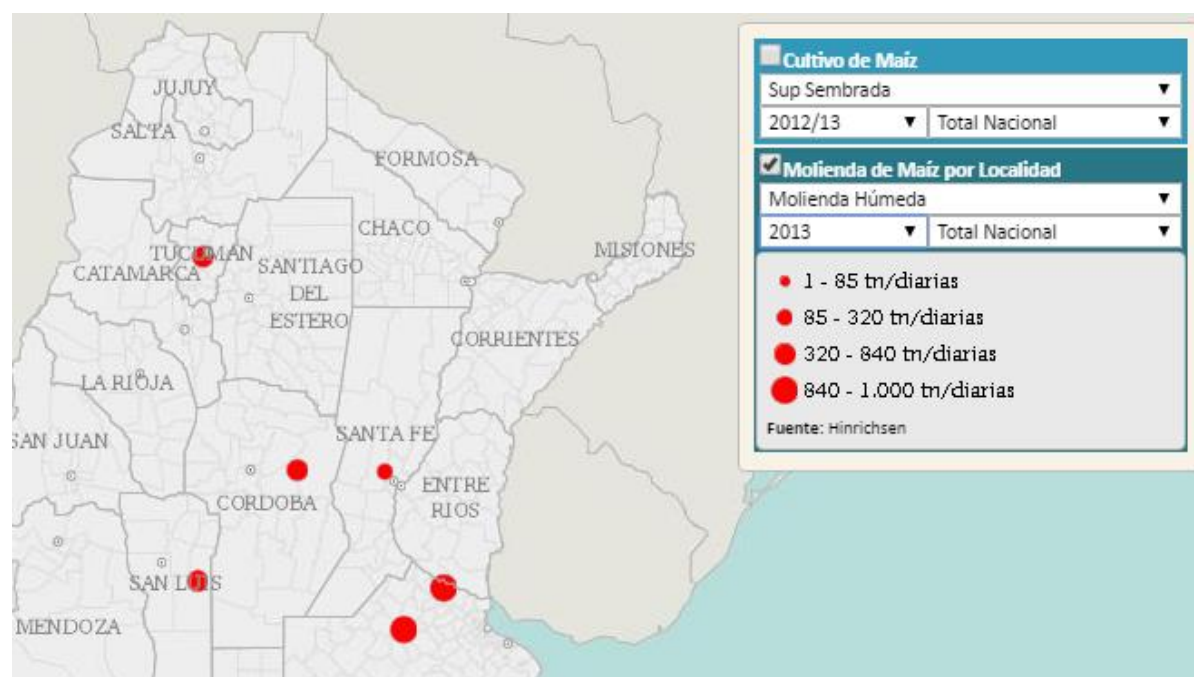 JUJUY
SALTA
FORMOSA
CHACO
MISIONES
TUCUMAN
CATAMARCA
SANTIAGO
DEL
ESTERO
CORRIENTES
LA RIOJA
SANTA FE
SAN JUAN
ENTRE
RIOS
CORDOBA
SAN LUIS
MENDOZA
Cultivo de Maíz
Sup Sembrada
2012/13 Total Nacional
Molienda de Maíz por Localidad
Molienda Húmeda
2013 Total Nacional
1 - 85 tn/diarias
85 - 320 tn/diarias
320 - 840 tn/diarias
840 - 1.000 tn/diarias
Fuente: Hinrichsen